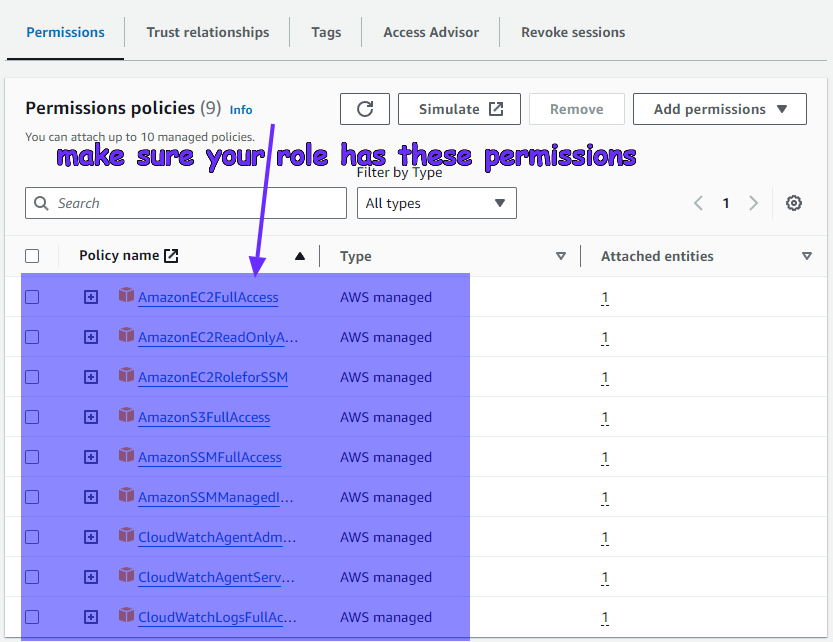 Permissions Trust relationships Tags Access Advisor Revoke sessions
Permissions policies (9) Info
Simulate Remove Add permissions
You can attach up to 10 managed policies.
make sure your role has these permissions
Filter by Type
Search All types 1
Policy name Type Attached entities
AmazonEC2FullAccess AWS managed 1
AmazonEC2ReadOnlyA... AWS managed 1
AmazonEC2RoleforSSM AWS managed 1
AmazonS3FullAccess AWS managed 1
AmazonSSMFullAccess AWS managed 1
AmazonSSMManagedI... AWS managed 1
CloudWatchAgentAdm... AWS managed 1
CloudWatchAgentServ... AWS managed 1
CloudWatchLogsFullAc... AWS managed 1